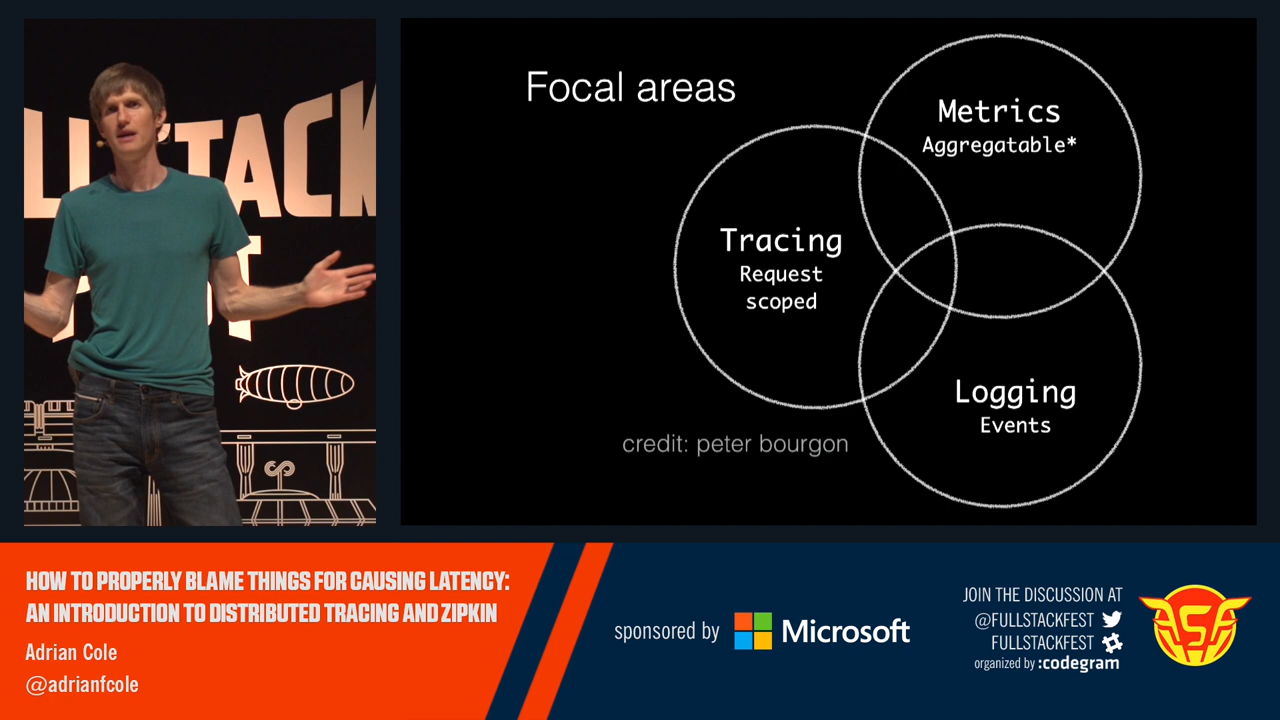 LLSTACK
F T
Focal areas
Metrics
Aggregatable*
Tracing
Request
scoped
Logging
Events
credit: peter bourgon
HOW TO PROPERLY BLAME THINGS FOR CAUSING LATENCY:
AN INTRODUCTION TO DISTRIBUTED TRACING AND ZIPKIN
Adrian Cole
@adrianfcole
sponsored by Microsoft
JOIN THE DISCUSSION AT
@FULLSTACKFEST
FULLSTACKFEST
organized by :codegram
FSF